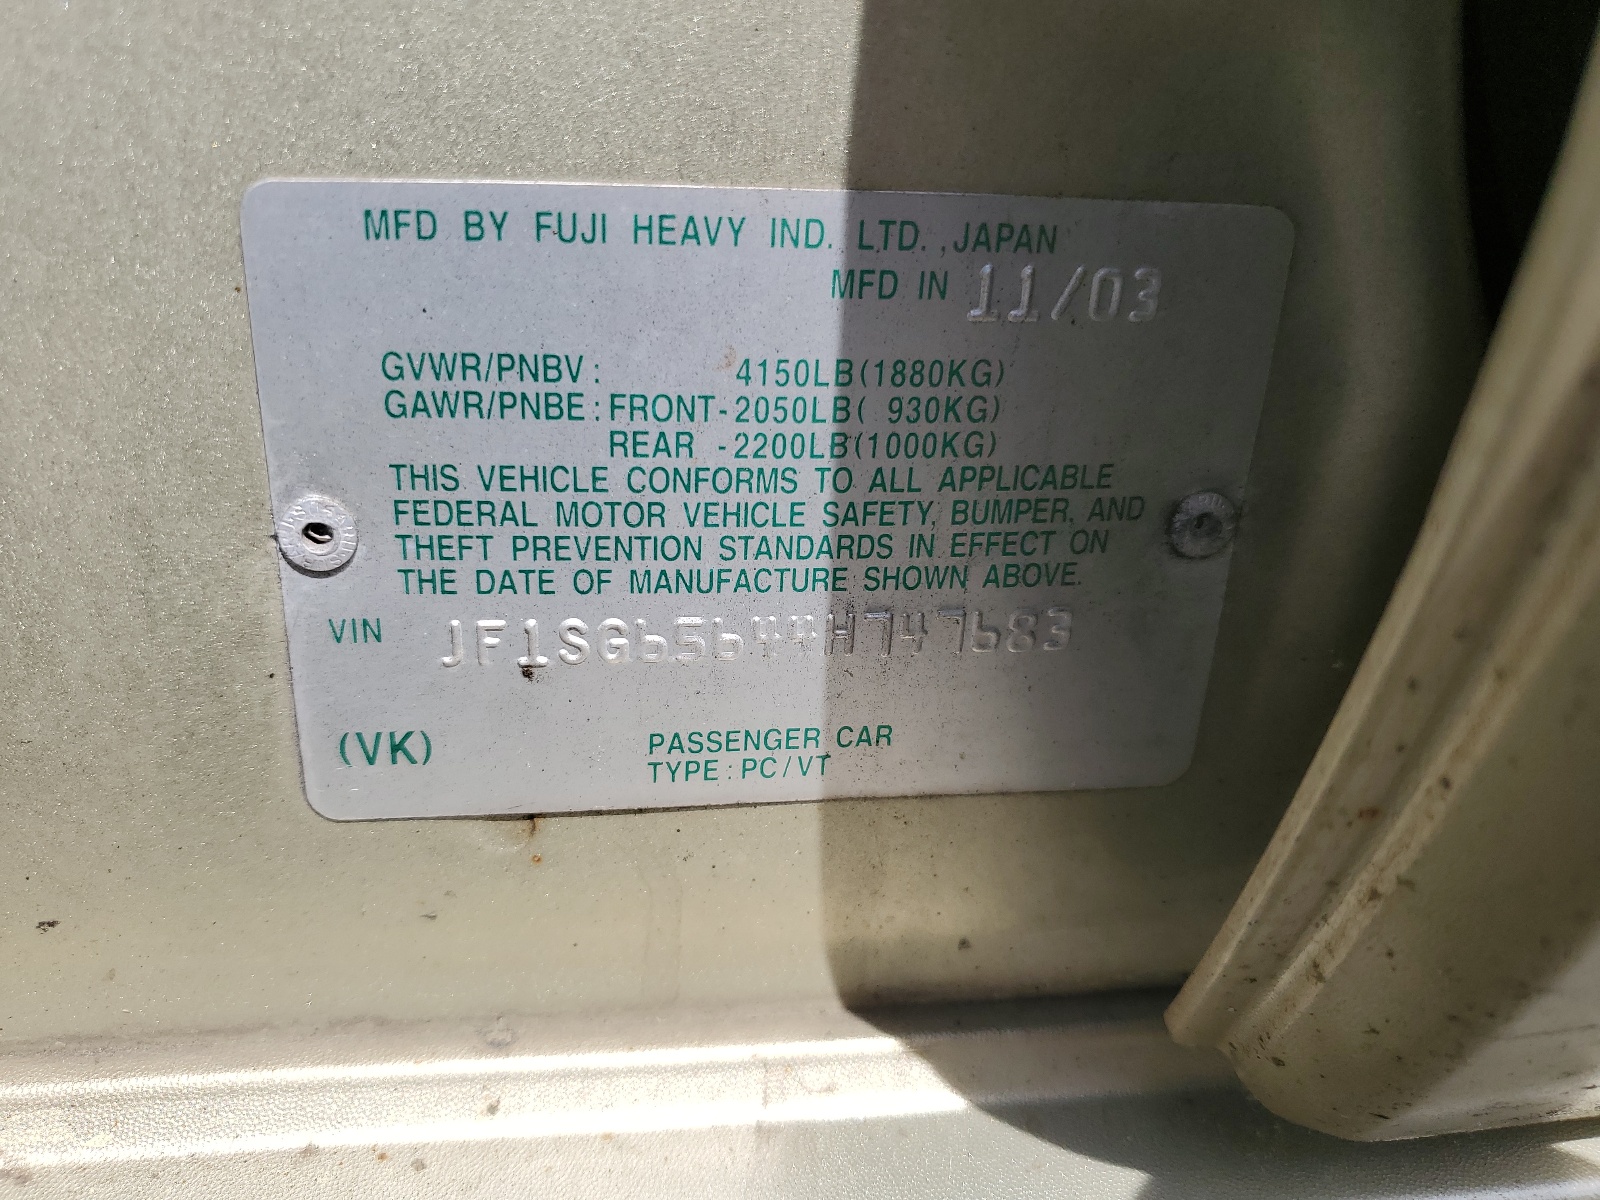 MFD BY FUJI HEAVY IND. LTD., JAPAN
MFD IN 11/03
GVWR/PNBV: 4150LB(1880KG)
GAWR/PNBE: FRONT-2050LB( 930KG)
REAR -2200LB(1000KG)
THIS VEHICLE CONFORMS TO ALL APPLICABLE
FEDERAL MOTOR VEHICLE SAFETY, BUMPER, AND
THEFT PREVENTION STANDARDS IN EFFECT ON
THE DATE OF MANUFACTURE SHOWN ABOVE.
VIN JF1SG65644H747683
(VK)
PASSENGER CAR
TYPE: PC/VT